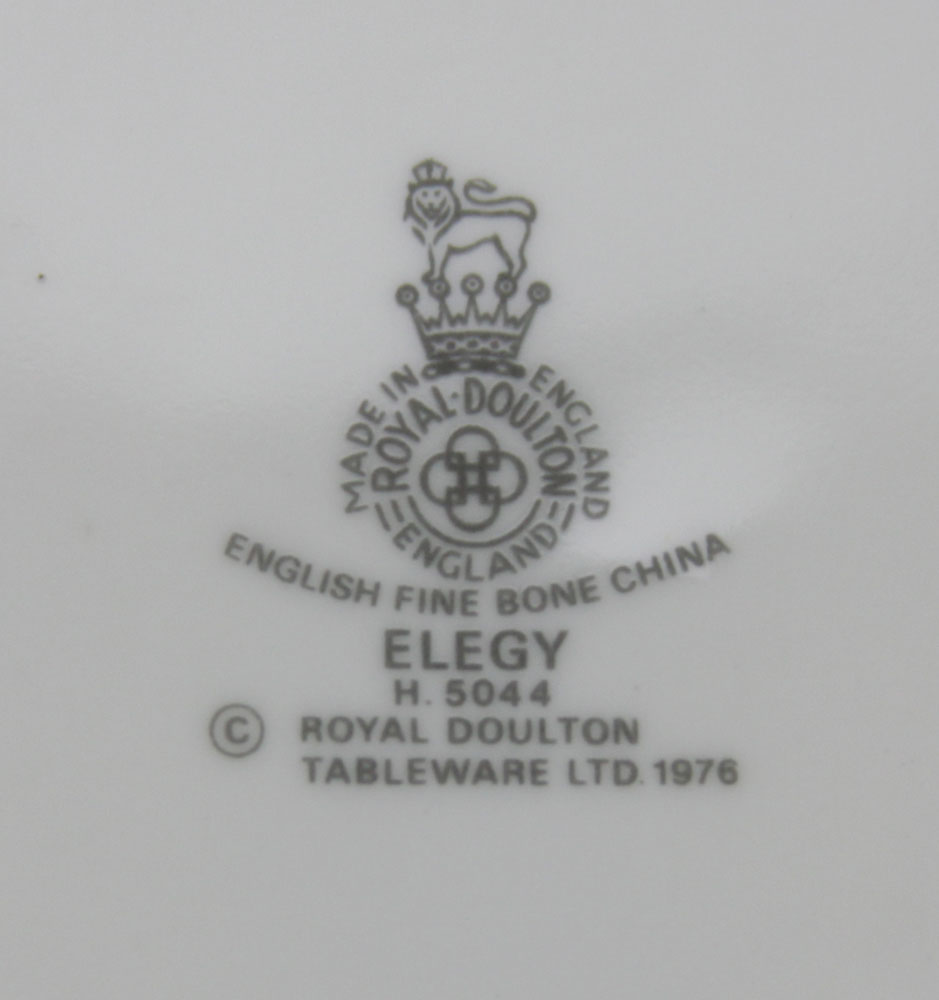 MADE IN ENGLAND
ROYAL·DOULTON
ENGLAND
ENGLISH FINE BONE CHINA
ELEGY
H. 5044
© ROYAL DOULTON
TABLEWARE LTD. 1976